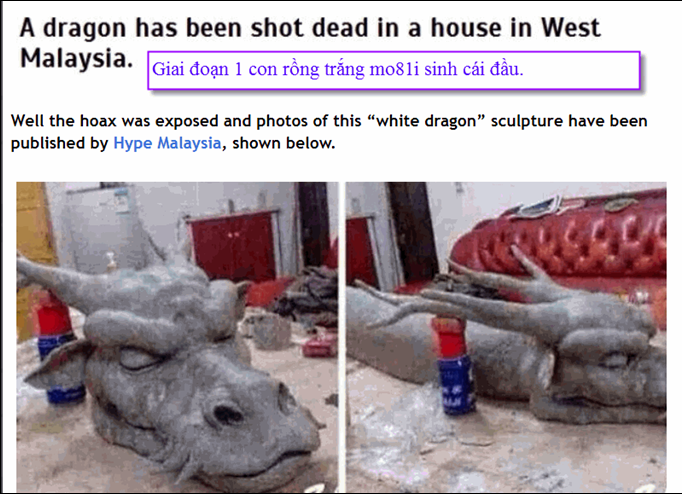 A dragon has been shot dead in a house in West
Malaysia.
Giai đoạn 1 con rồng trắng mo81i sinh cái đầu.
Well the hoax was exposed and photos of this “white dragon” sculpture have been
published by Hype Malaysia, shown below.